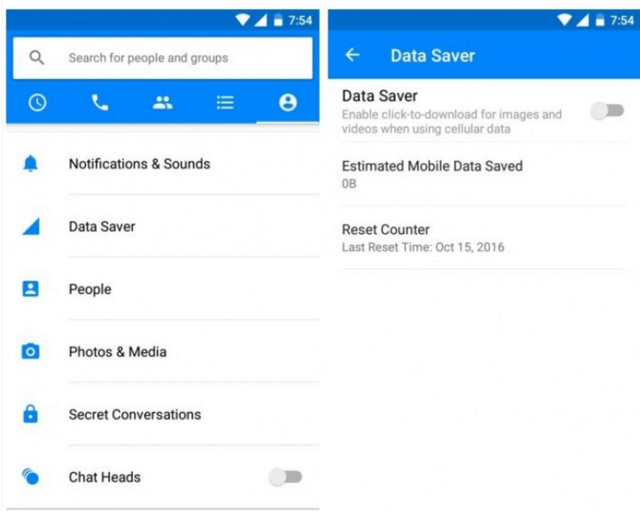 7:54
Search for people and groups
Notifications & Sounds
Data Saver
People
Photos & Media
Secret Conversations
Chat Heads
7:54
Data Saver
Data Saver
Enable click-to-download for images and
videos when using cellular data
Estimated Mobile Data Saved
0B
Reset Counter
Last Reset Time: Oct 15, 2016